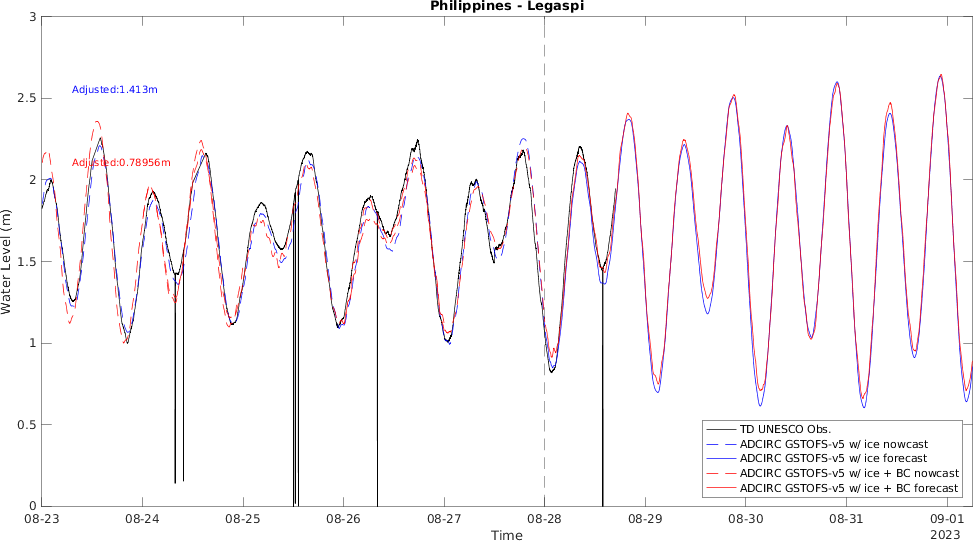 Philippines - Legaspi
3
2.5
2
1.5
1
0.5
0
Water Level (m)
Adjusted:1.413m
Adjusted:0.78956m
TD UNESCO Obs.
ADCIRC GSTOFS-v5 w/ ice nowcast
ADCIRC GSTOFS-v5 w/ ice forecast
ADCIRC GSTOFS-v5 w/ ice + BC nowcast
ADCIRC GSTOFS-v5 w/ ice + BC forecast
08-23 08-24 08-25 08-26 08-27 08-28 08-29 08-30 08-31 09-01
2023
Time